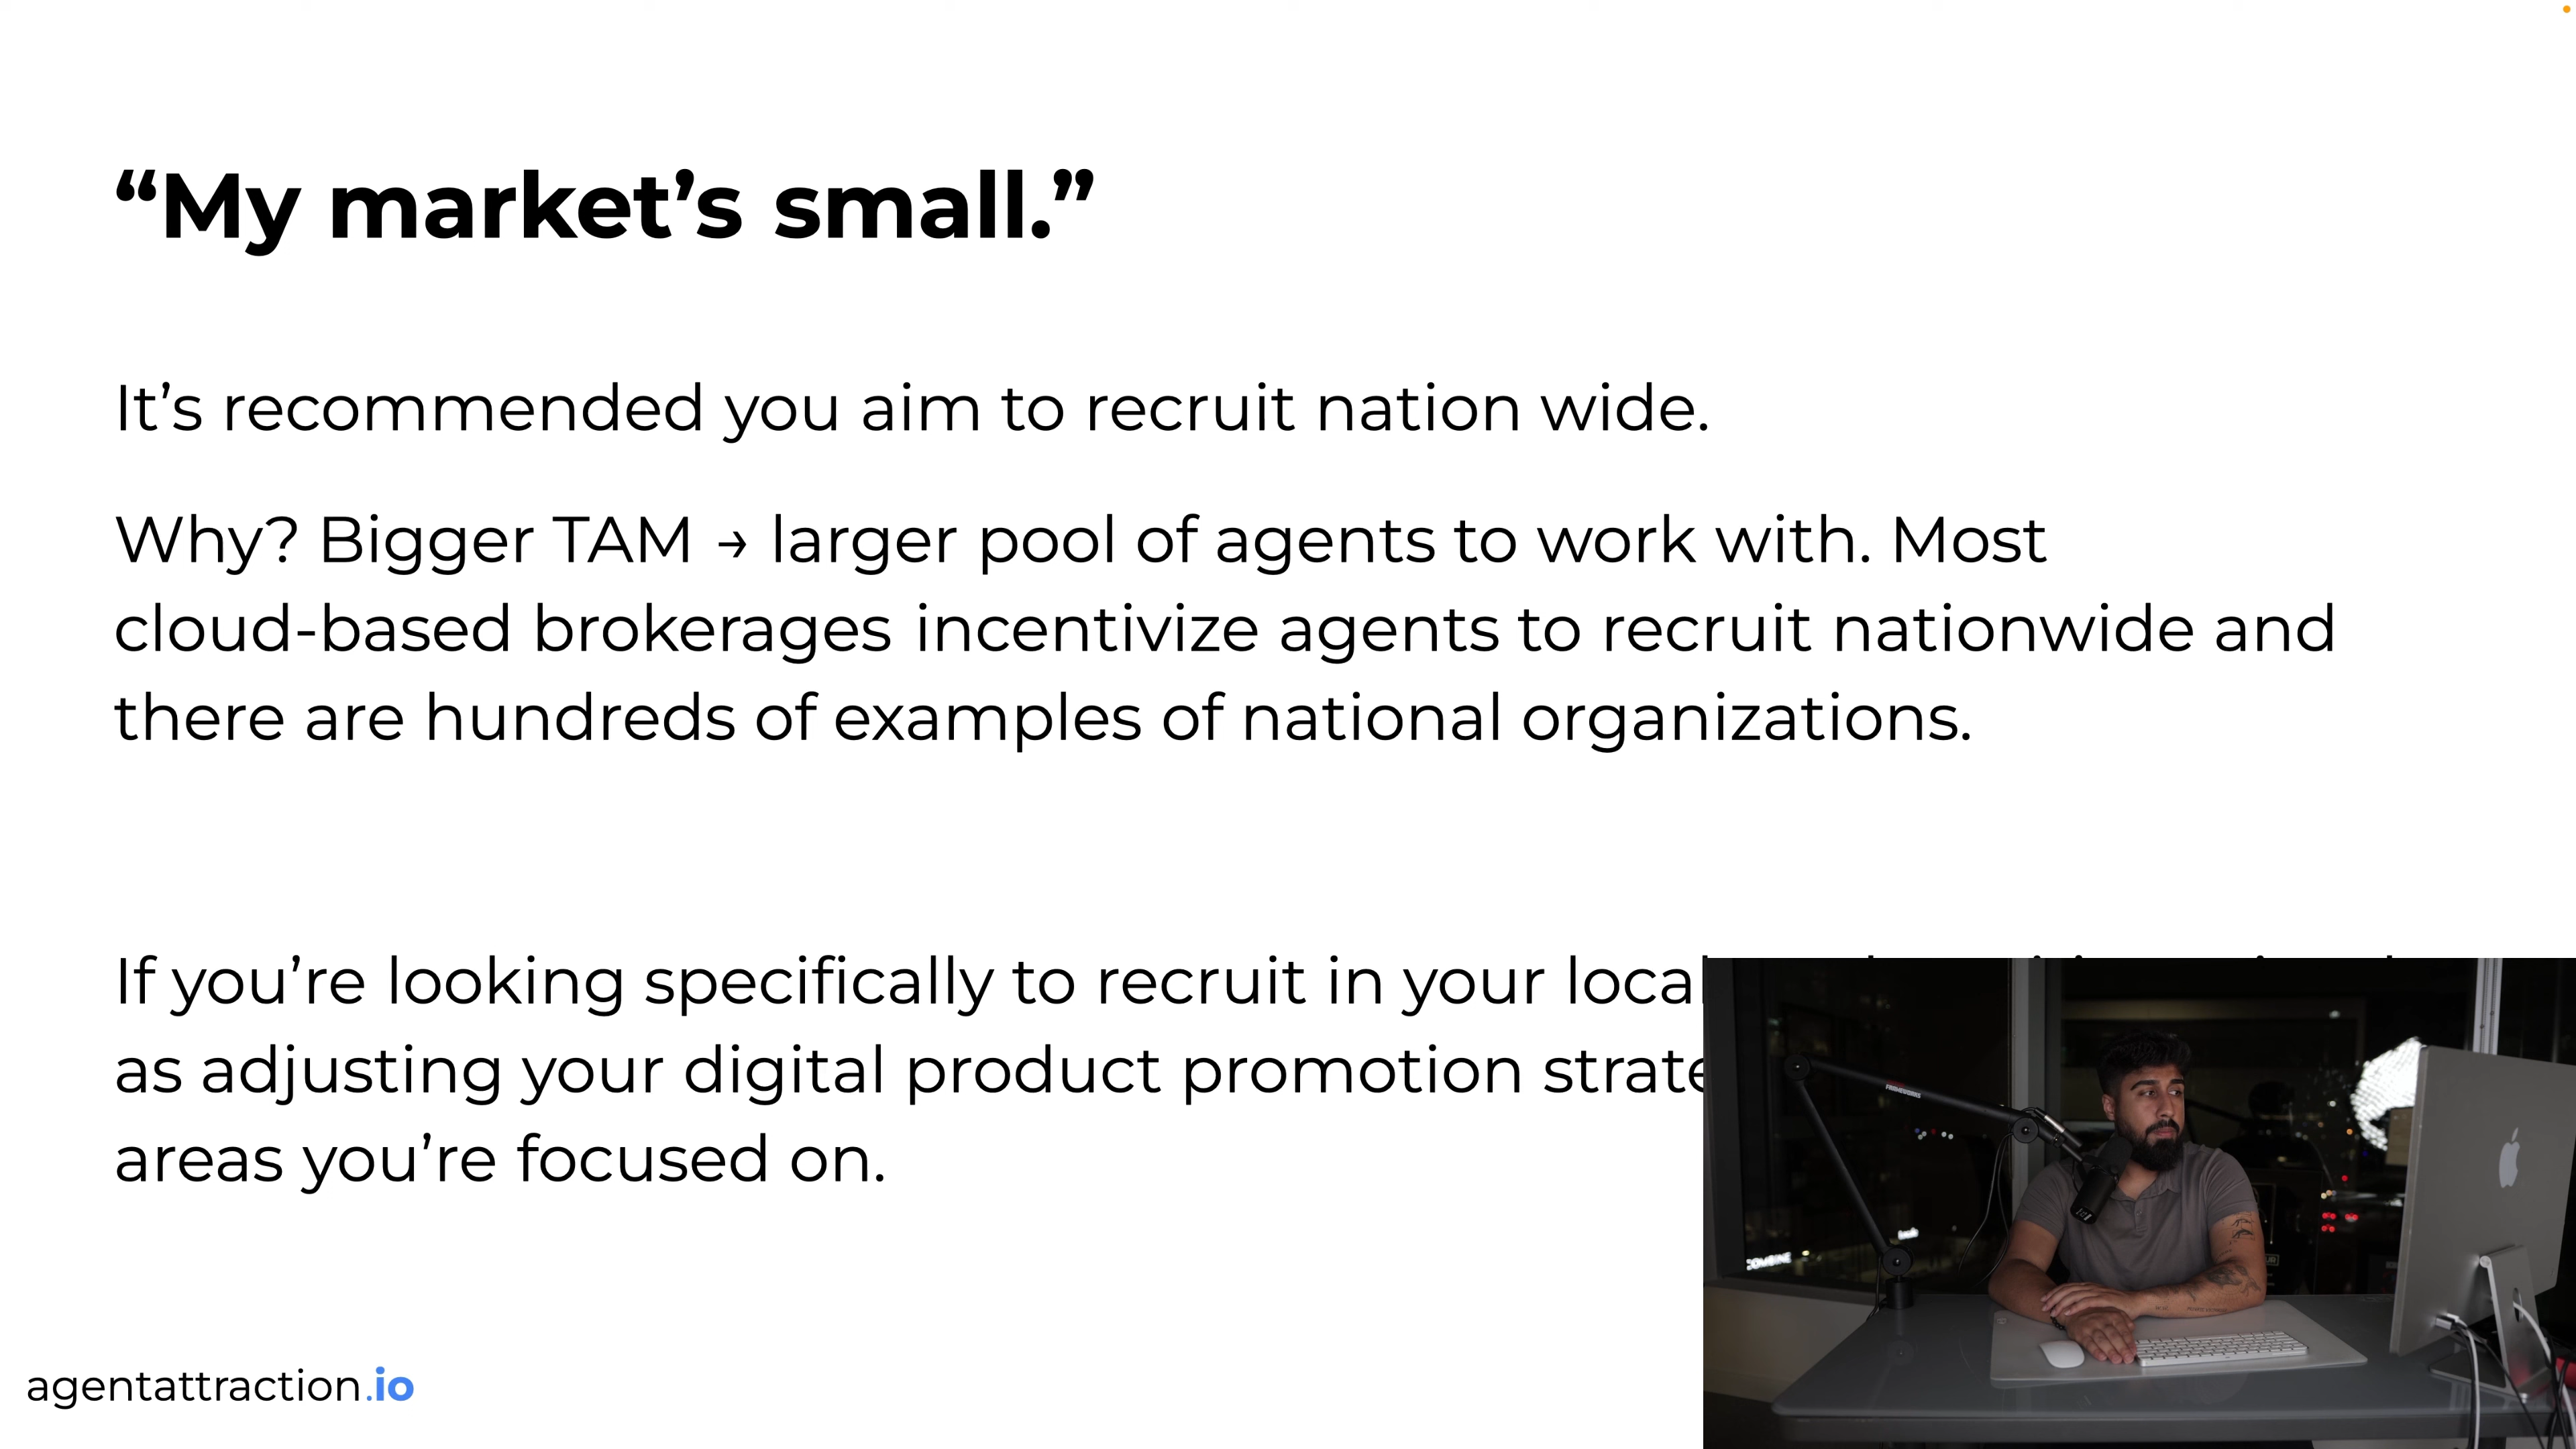 “My market’s small.”
It’s recommended you aim to recruit nation wide.
Why? Bigger TAM → larger pool of agents to work with. Most
cloud-based brokerages incentivize agents to recruit nationwide and
there are hundreds of examples of national organizations.
If you’re looking specifically to recruit in your local
as adjusting your digital product promotion
areas you’re focused on.
agentattraction.io